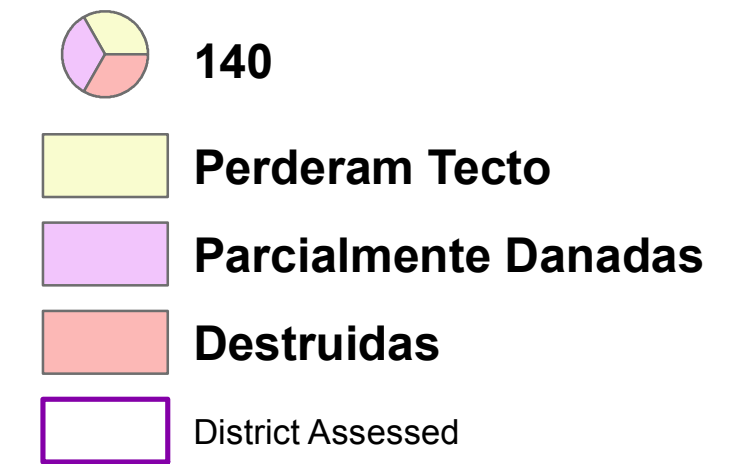 140
Perderam Tecto
Parcialmente Danadas
Destruidas
District Assessed